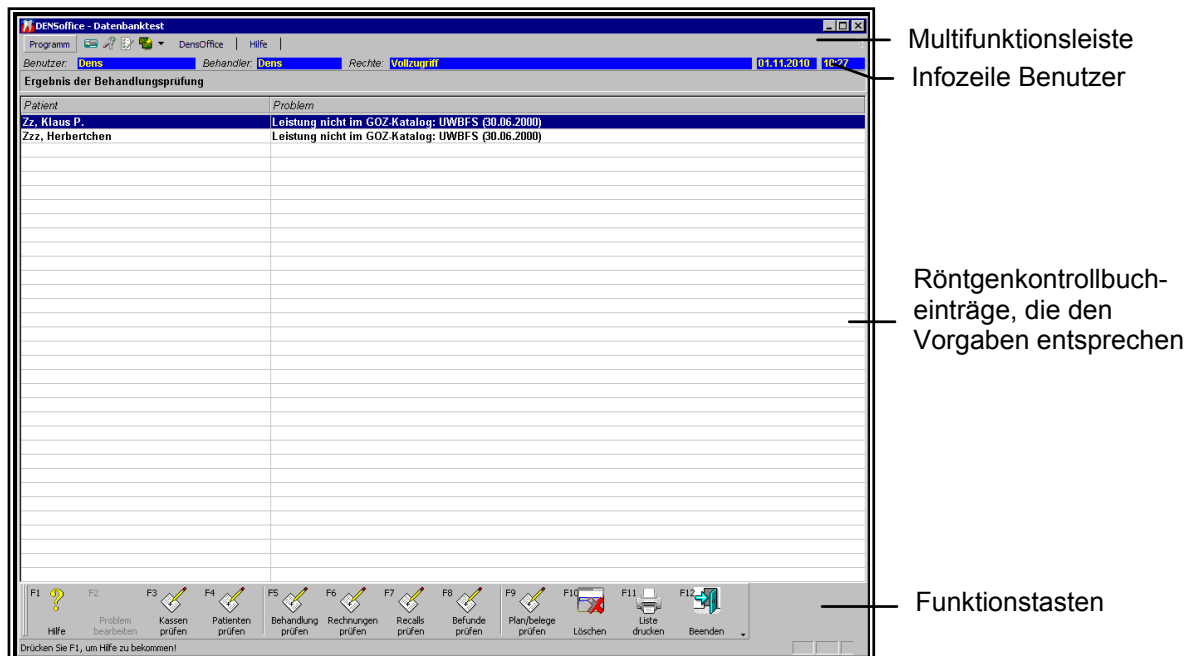 DENSoffice - Datenbanktest
Programm DensOffice | Hilfe |
Benutzer: Dens Behandler: Dens Rechte: Vollzugriff 01.11.2010 10:27
Ergebnis der Behandlungsprüfung
Patient Problem
Zz, Klaus P. Leistung nicht im GOZ-Katalog: UWBFS (30.06.2000)
Zzz, Herbertchen Leistung nicht im GOZ-Katalog: UWBFS (30.06.2000)
F1 Hilfe
F2 Problem bearbeiten
F3 Kassen prüfen
F4 Patienten prüfen
F5 Behandlung prüfen
F6 Rechnungen prüfen
F7 Recalls prüfen
F8 Befunde prüfen
F9 Plan/belege prüfen
F10 Löschen
F11 Liste drucken
F12 Beenden
Drücken Sie F1, um Hilfe zu bekommen!
Multifunktionsleiste
Infozeile Benutzer
Röntgenkontrollbuch-
einträge, die den
Vorgaben entsprechen
Funktionstasten